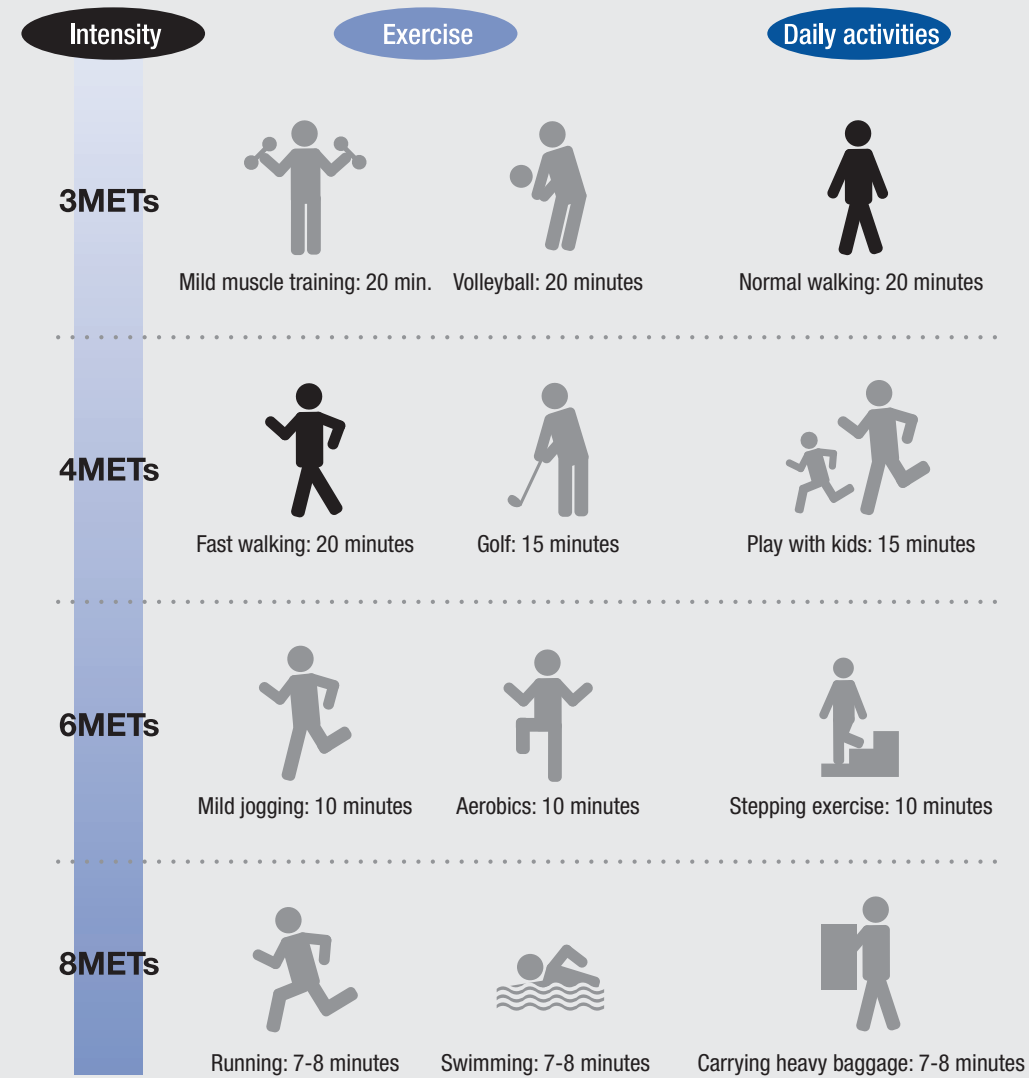 Intensity
Exercise
Daily activities
3METs
Mild muscle training: 20 min.
Volleyball: 20 minutes
Normal walking: 20 minutes
4METs
Fast walking: 20 minutes
Golf: 15 minutes
Play with kids: 15 minutes
6METs
Mild jogging: 10 minutes
Aerobics: 10 minutes
Stepping exercise: 10 minutes
8METs
Running: 7-8 minutes
Swimming: 7-8 minutes
Carrying heavy baggage: 7-8 minutes